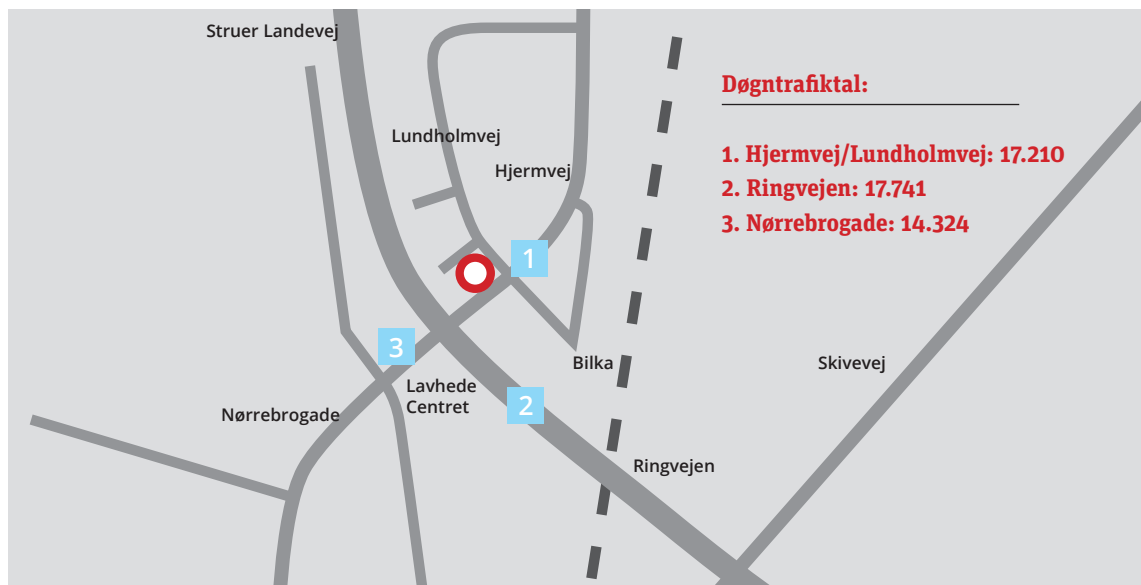 Struer Landevej
Døgntrafiktal:
Lundholmvej
Hjermvej
1. Hjermvej/Lundholmvej: 17.210
2. Ringvejen: 17.741
3. Nørrebrogade: 14.324
1
3
Bilka
Skivevej
Lavhede
Centret
2
Nørrebrogade
Ringvejen